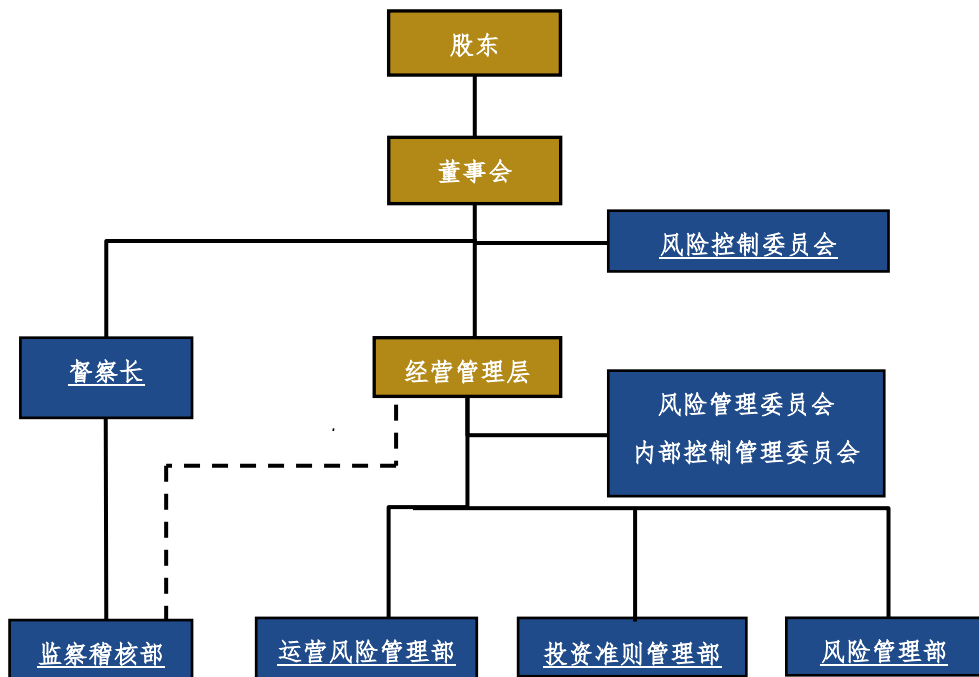 股东
董事会
风险控制委员会
督察长
经营管理层
风险管理委员会
内部控制管理委员会
监察稽核部
运营风险管理部
投资准则管理部
风险管理部